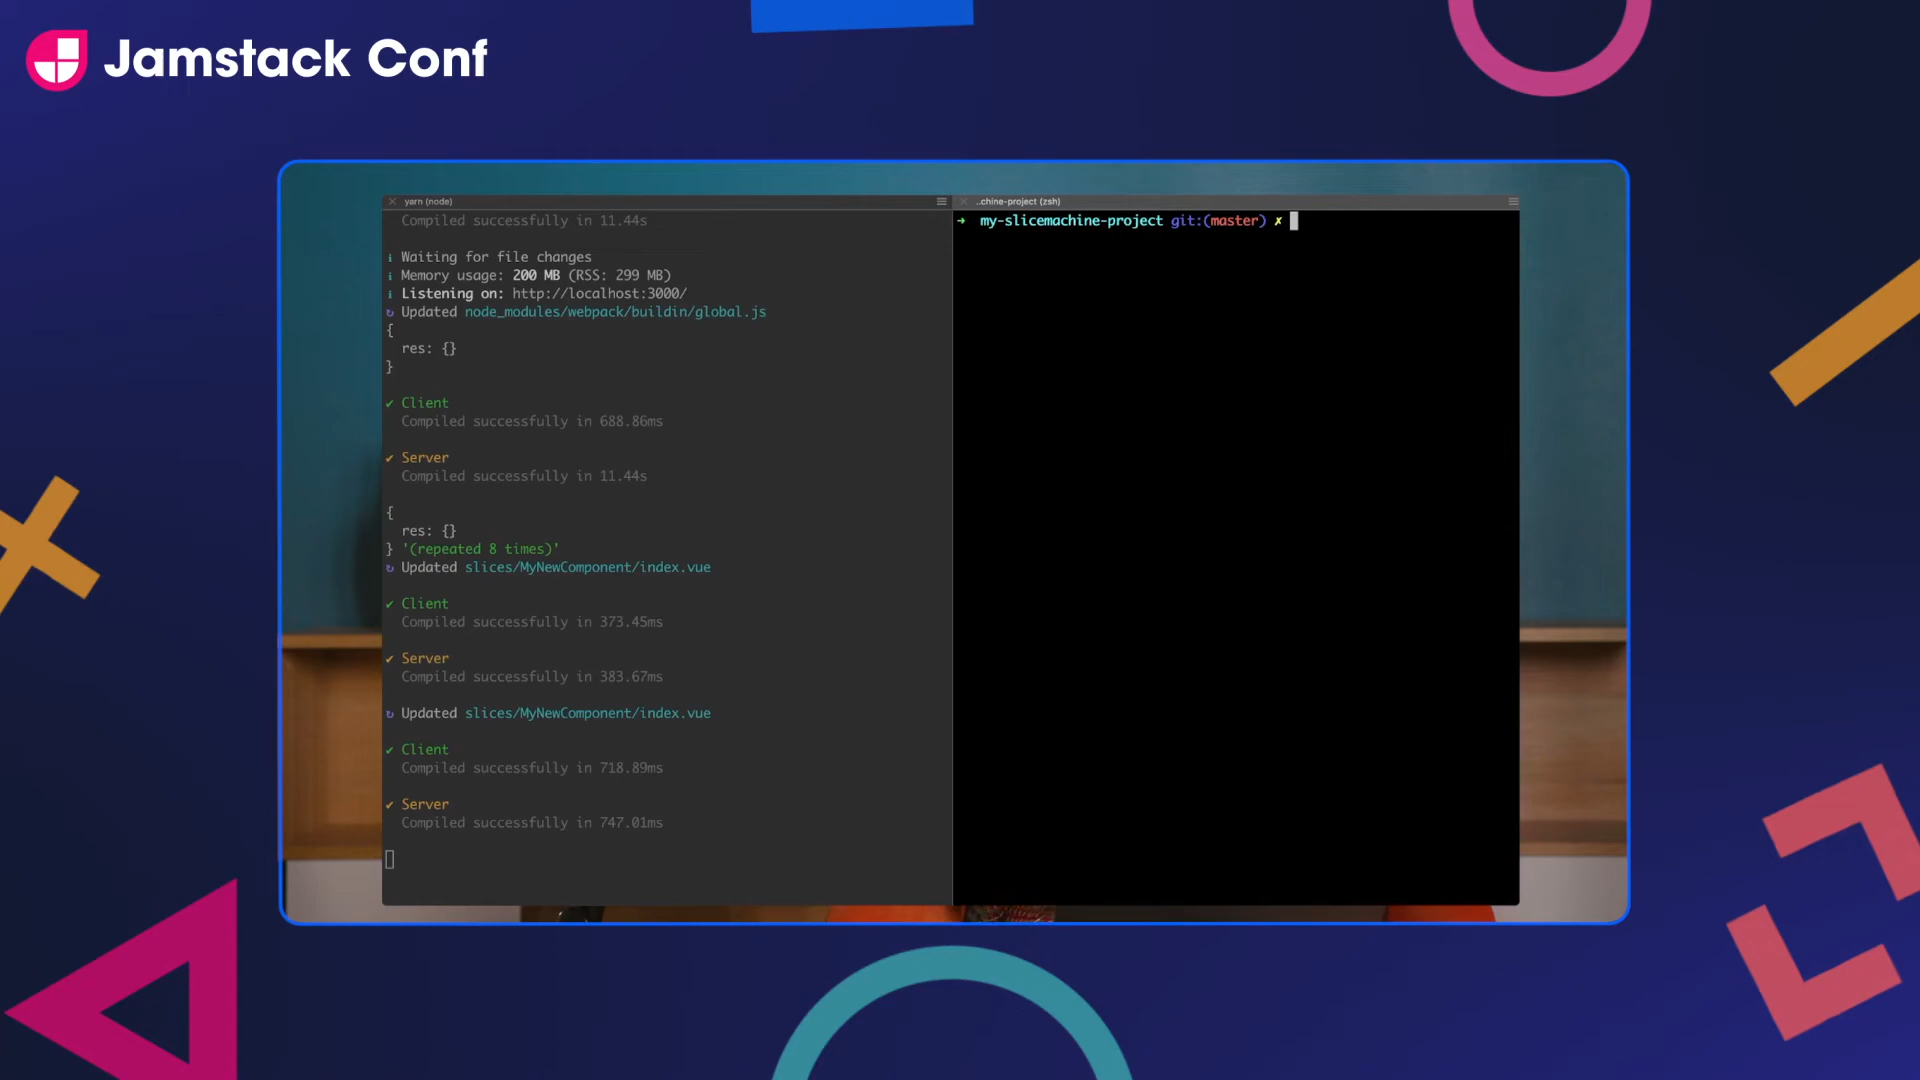 Jamstack Conf
yarn (node)
Compiled successfully in 11.44s
i Waiting for file changes
i Memory usage: 200 MB (RSS: 299 MB)
i Listening on: http://localhost:3000/
↻ Updated node_modules/webpack/buildin/global.js
{
res: {}
}
✔ Client
Compiled successfully in 688.86ms
✔ Server
Compiled successfully in 11.44s
{
res: {}
} '(repeated 8 times)'
↻ Updated slices/MyNewComponent/index.vue
✔ Client
Compiled successfully in 373.45ms
✔ Server
Compiled successfully in 383.67ms
↻ Updated slices/MyNewComponent/index.vue
✔ Client
Compiled successfully in 718.89ms
✔ Server
Compiled successfully in 747.01ms
..chine-project (zsh)
→ my-slicemachine-project git:(master) ✗